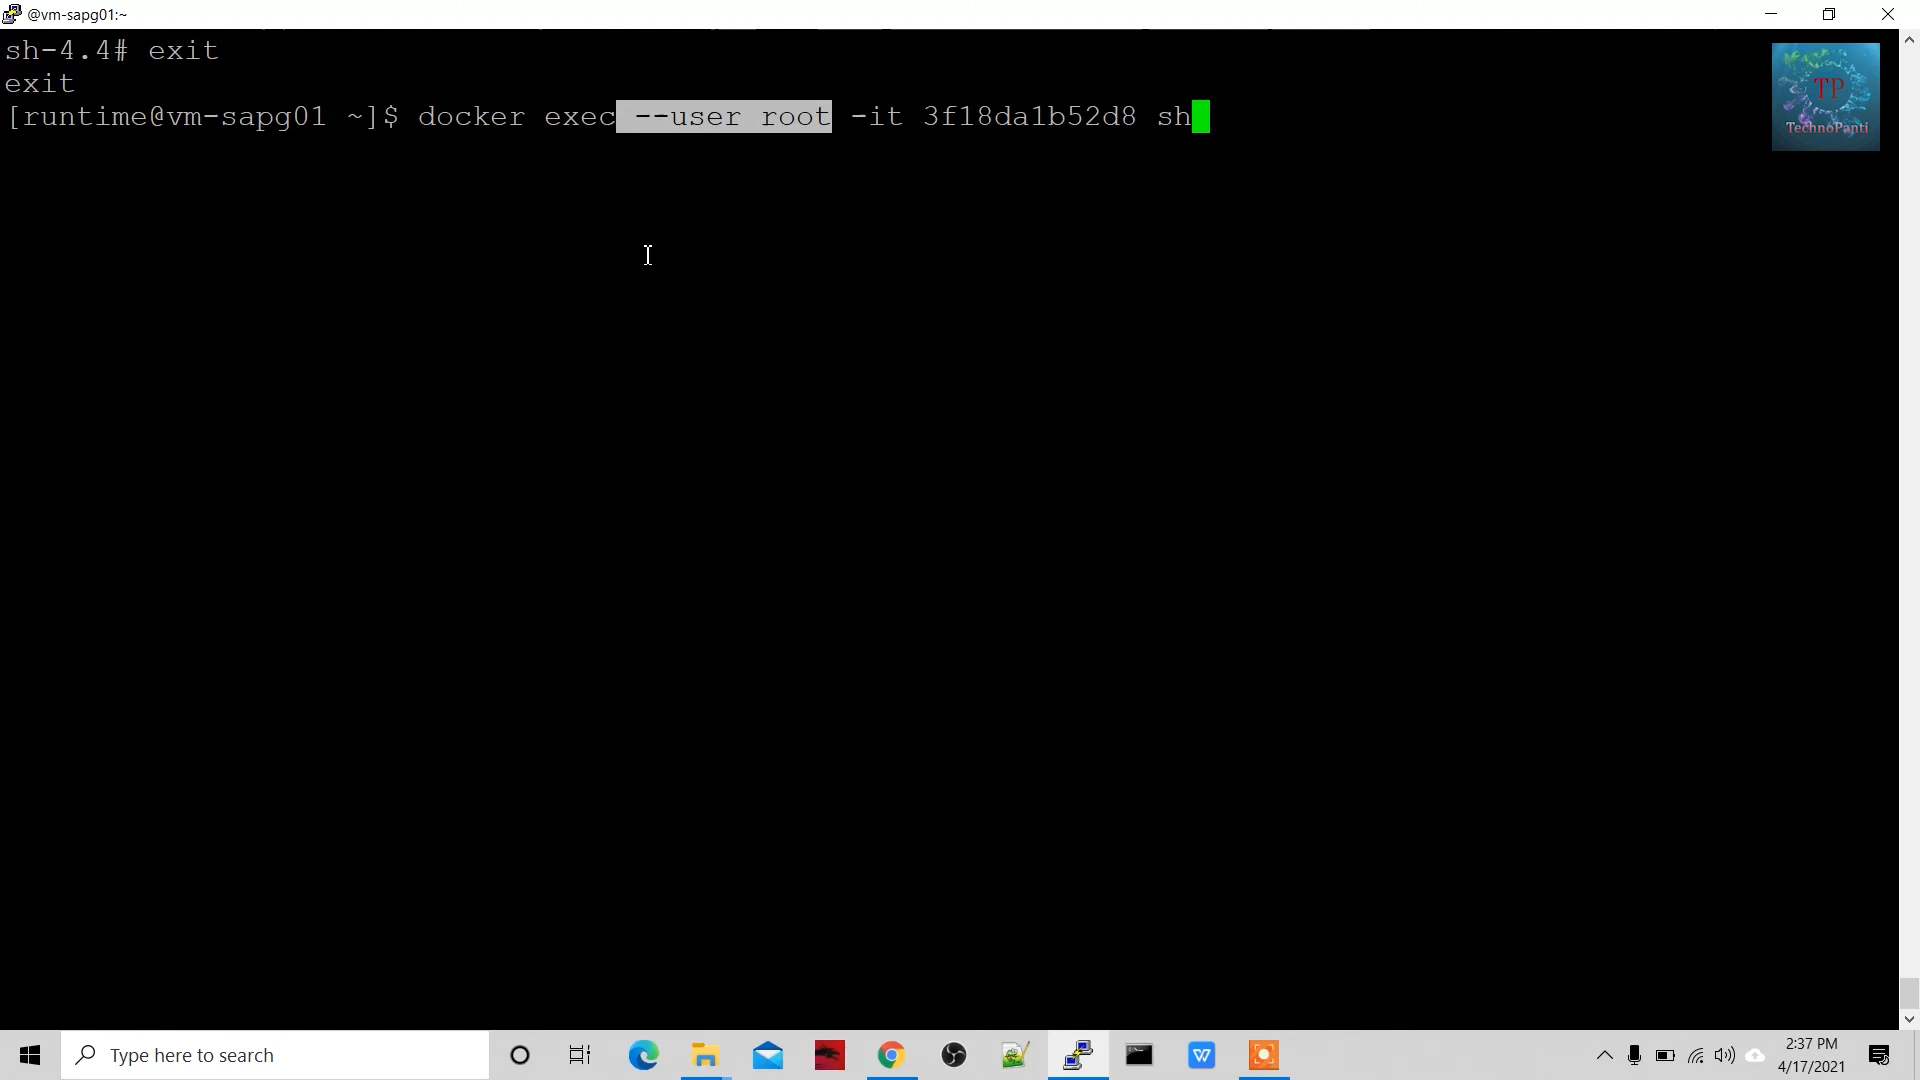 @vm-sapg01:~
sh-4.4# exit
exit
[runtime@vm-sapg01 ~]$ docker exec --user root -it 3f18da1b52d8 sh
TP
TechnoPanti
Type here to search
W
2:37 PM
4/17/2021